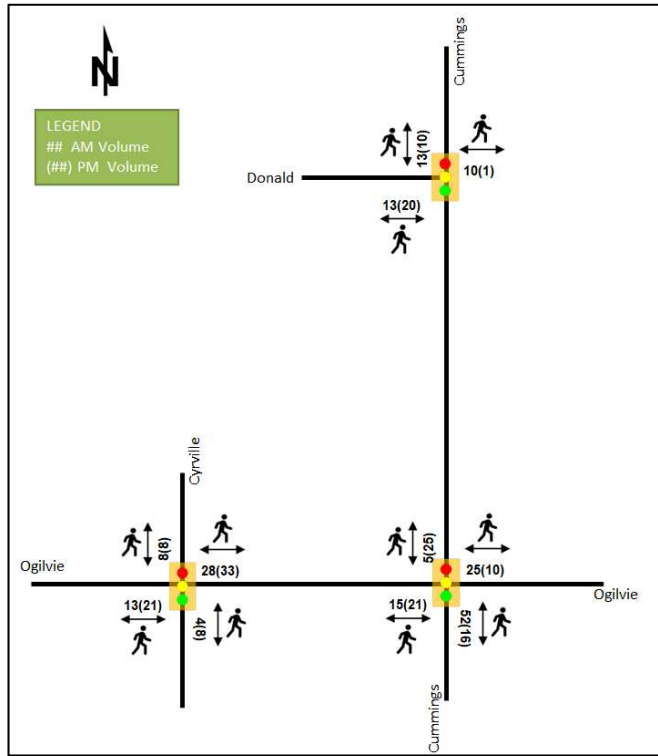 N
Cummings
LEGEND
## AM Volume
(##) PM Volume
13(10)
10(1)
Donald
13(20)
Cyrville
8(8)
28(33)
5(25)
25(10)
Ogilvie
Ogilvie
13(21)
4(8)
15(21)
52(16)
Cummings